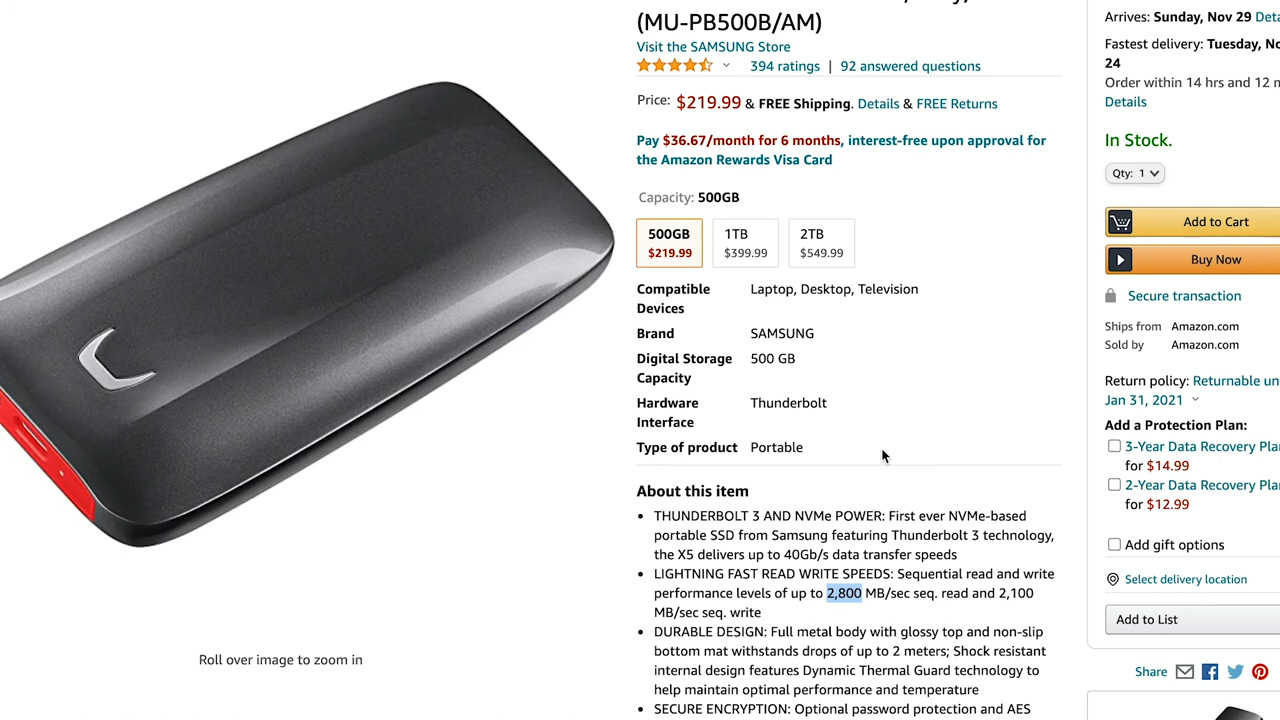 (MU-PB500B/AM)
Visit the SAMSUNG Store
394 ratings | 92 answered questions
Price: $219.99 & FREE Shipping. Details & FREE Returns
Pay $36.67/month for 6 months, interest-free upon approval for
the Amazon Rewards Visa Card
Capacity: 500GB
500GB 1TB 2TB
$219.99 $399.99 $549.99
Compatible Laptop, Desktop, Television
Devices
Brand SAMSUNG
Digital Storage 500 GB
Capacity
Hardware Thunderbolt
Interface
Type of product Portable
About this item
• THUNDERBOLT 3 AND NVMe POWER: First ever NVMe-based
portable SSD from Samsung featuring Thunderbolt 3 technology,
the X5 delivers up to 40Gb/s data transfer speeds
• LIGHTNING FAST READ WRITE SPEEDS: Sequential read and write
performance levels of up to 2,800 MB/sec seq. read and 2,100
MB/sec seq. write
• DURABLE DESIGN: Full metal body with glossy top and non-slip
bottom mat withstands drops of up to 2 meters; Shock resistant
internal design features Dynamic Thermal Guard technology to
help maintain optimal performance and temperature
• SECURE ENCRYPTION: Optional password protection and AES
Roll over image to zoom in
Arrives: Sunday, Nov 29
Fastest delivery: Tuesday,
24
Order within 14 hrs and 12
Details
In Stock.
Qty: 1
Add to Cart
Buy Now
Secure transaction
Ships from Amazon.com
Sold by Amazon.com
Return policy: Returnable
Jan 31, 2021
Add a Protection Plan:
3-Year Data Recovery
for $14.99
2-Year Data Recovery
for $12.99
Add gift options
Select delivery location
Add to List
Share